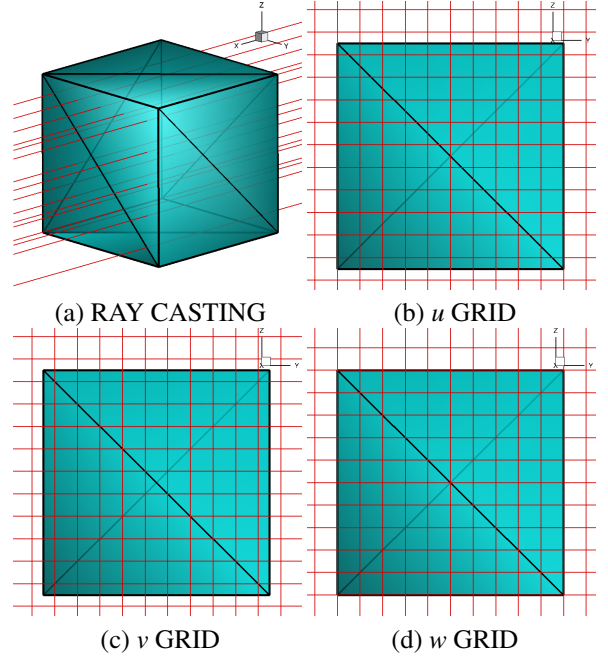 Z
X
Y
Z
X
Y
(a) RAY CASTING
(b) u GRID
Z
X
Y
Z
X
Y
(c) v GRID
(d) w GRID